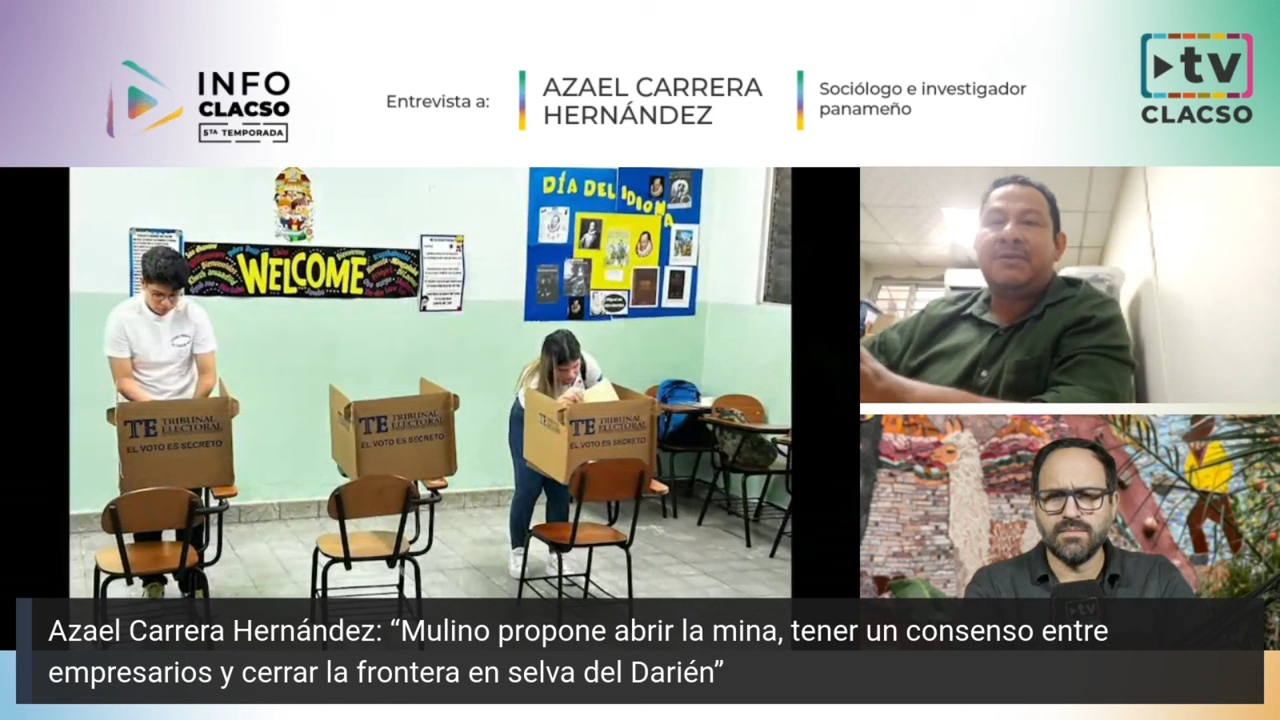 INFO
CLACSO
5TA TEMPORADA
Entrevista a:
AZAEL CARRERA
HERNÁNDEZ
Sociólogo e investigador
panameño
tv
CLACSO
WELCOME
DÍA DEL IDIOMA
TE TRIBUNAL
ELECTORAL
EL VOTO ES SECRETO
TE TRIBUNAL
ELECTORAL
EL VOTO ES SECRETO
TE TRIBUNAL
ELECTORAL
EL VOTO ES SECRETO
tv
Azael Carrera Hernández: “Mulino propone abrir la mina, tener un consenso entre
empresarios y cerrar la frontera en selva del Darién”